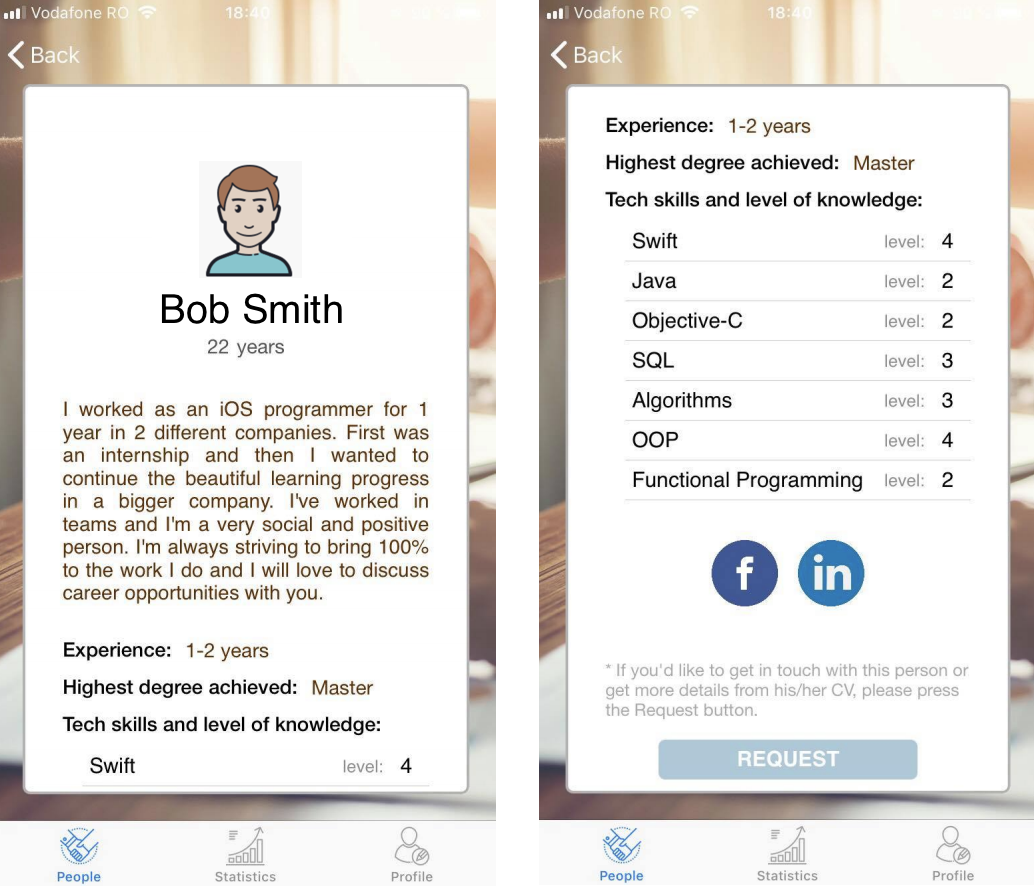 Vodafone RO 18:40
Back
Bob Smith
22 years
I worked as an iOS programmer for 1
year in 2 different companies. First was
an internship and then I wanted to
continue the beautiful learning progress
in a bigger company. I've worked in
teams and I'm a very social and positive
person. I'm always striving to bring 100%
to the work I do and I will love to discuss
career opportunities with you.
Experience: 1-2 years
Highest degree achieved: Master
Tech skills and level of knowledge:
Swift level: 4
People Statistics Profile
Vodafone RO 18:40
Back
Experience: 1-2 years
Highest degree achieved: Master
Tech skills and level of knowledge:
Swift level: 4
Java level: 2
Objective-C level: 2
SQL level: 3
Algorithms level: 3
OOP level: 4
Functional Programming level: 2
f in
* If you'd like to get in touch with this person or
get more details from his/her CV, please press
the Request button.
REQUEST
People Statistics Profile